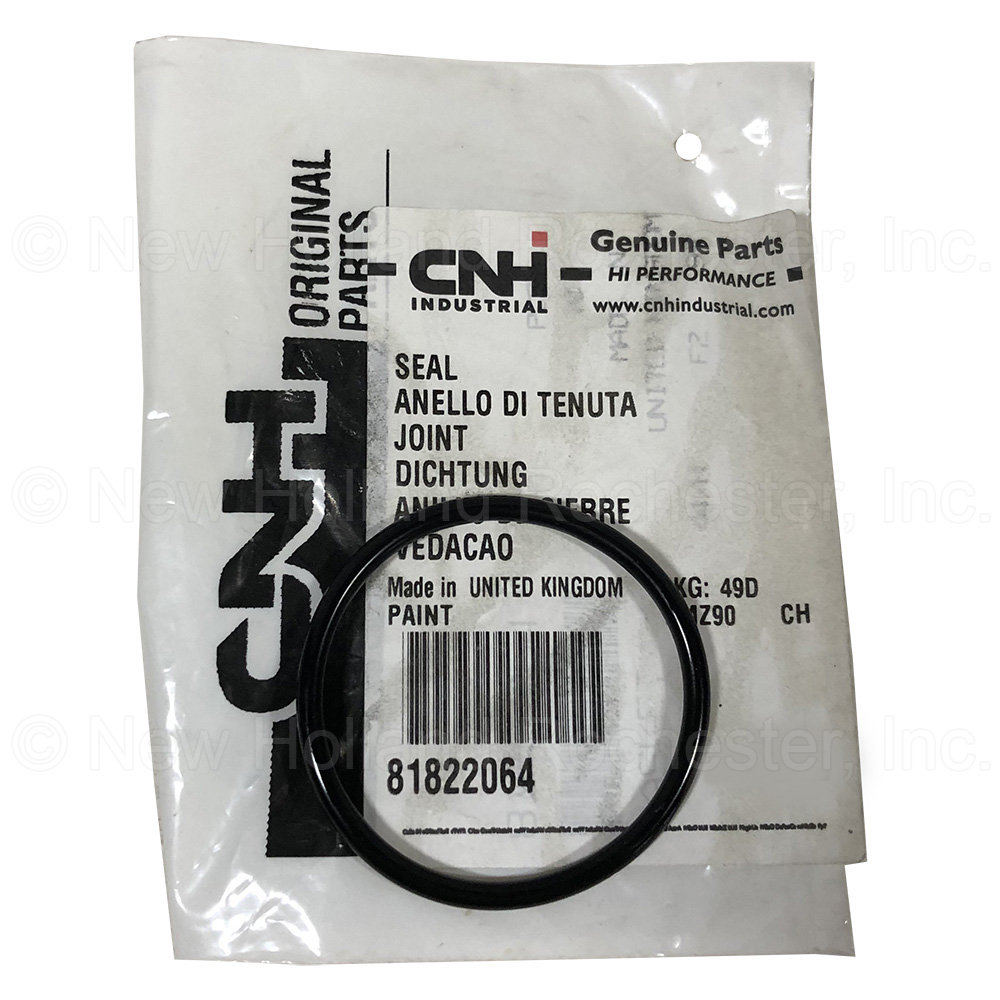 ORIGINAL
PARTS
CNH
CNH
INDUSTRIAL
Genuine Parts
HI PERFORMANCE
www.cnhindustrial.com
SEAL
ANELLO DI TENUTA
JOINT
DICHTUNG
VEDACAO
Made in UNITED KINGDOM KG: 49D
PAINT CH
81822064
© New Holland Rochester, Inc.
© New Holland Rochester, Inc.
© New Holland Rochester, Inc.